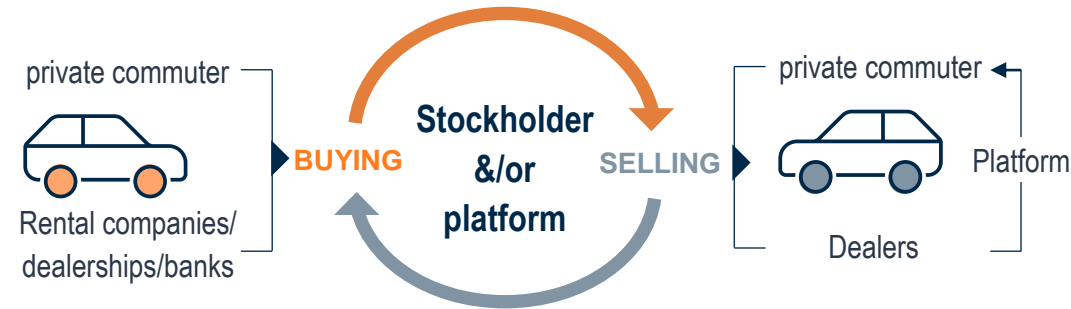 private commuter
Rental companies/
dealerships/banks
BUYING
Stockholder
&/or
platform
SELLING
private commuter
Platform
Dealers